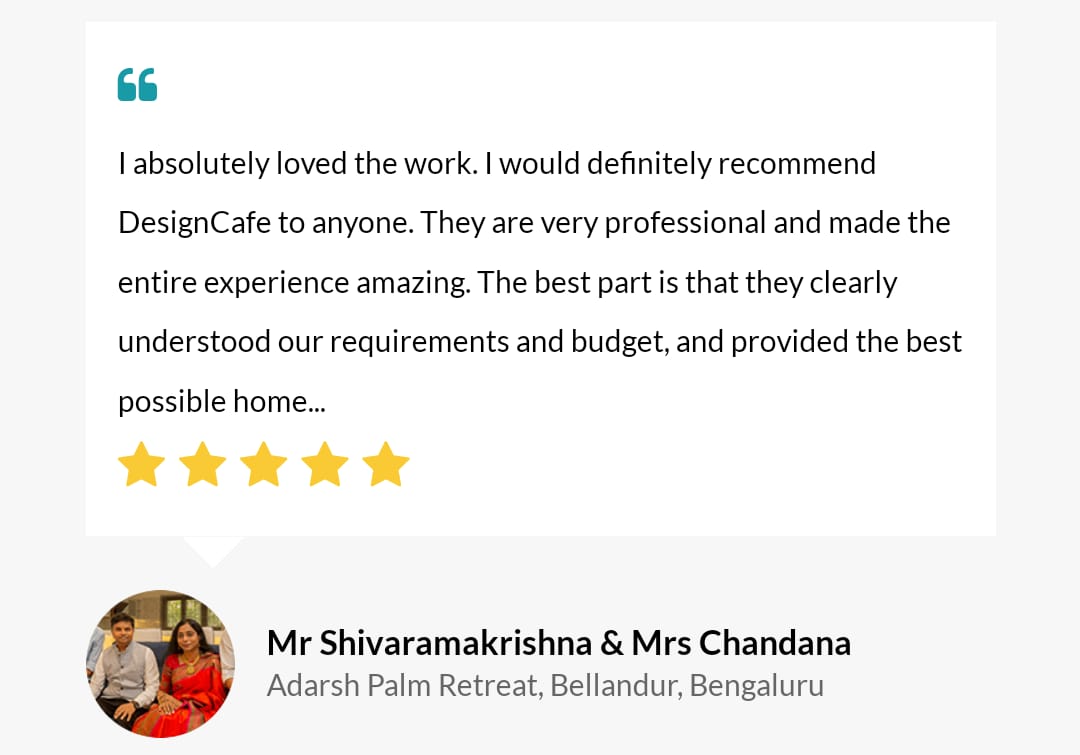 I absolutely loved the work. I would definitely recommend
DesignCafe to anyone. They are very professional and made the
entire experience amazing. The best part is that they clearly
understood our requirements and budget, and provided the best
possible home...
Mr Shivaramakrishna & Mrs Chandana
Adarsh Palm Retreat, Bellandur, Bengaluru